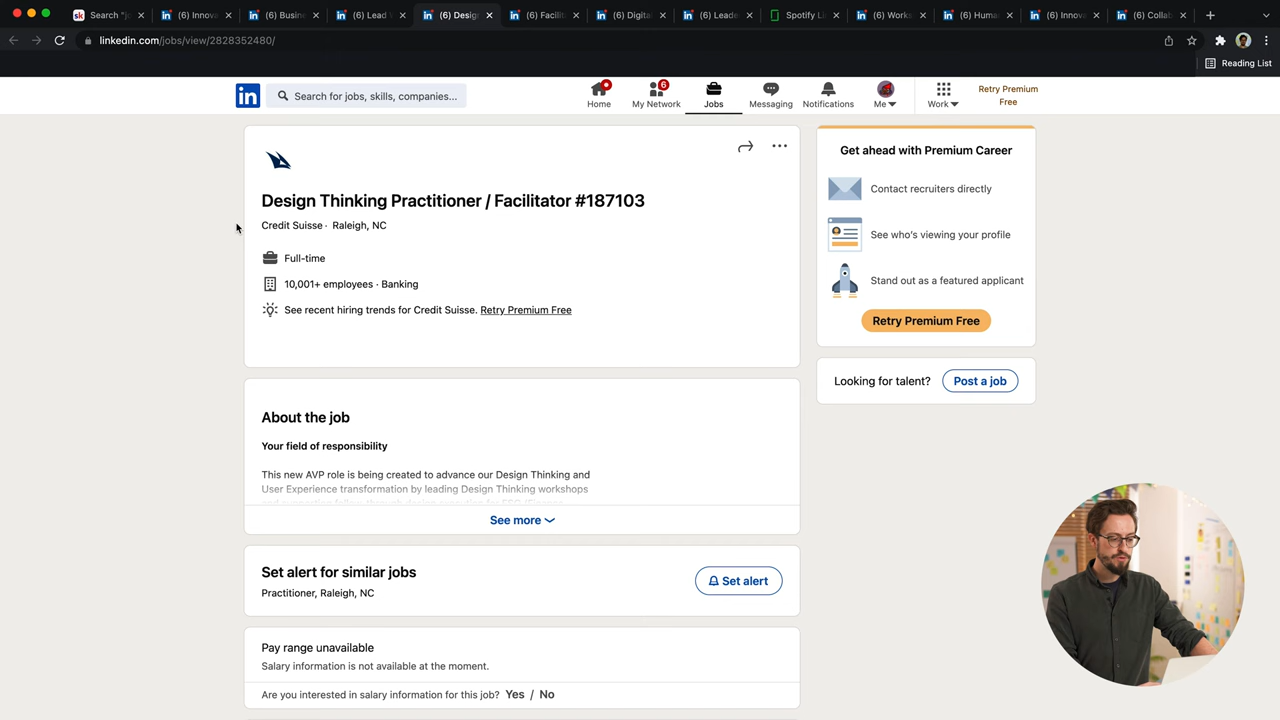 Search "j
(6) Innova
(6) Busine
(6) Lead
(6) Desig
(6) Facilit
(6) Digita
(6) Leade
Spotify Li
(6) Works
(6) Huma
(6) Innova
(6) Collab
linkedin.com/jobs/view/2828352480/
Reading List
Search for jobs, skills, companies...
Home
6
My Network
Jobs
Messaging
Notifications
Me
Work
Retry Premium
Free
Design Thinking Practitioner / Facilitator #187103
Credit Suisse · Raleigh, NC
Full-time
10,001+ employees · Banking
See recent hiring trends for Credit Suisse. Retry Premium Free
About the job
Your field of responsibility
This new AVP role is being created to advance our Design Thinking and
User Experience transformation by leading Design Thinking workshops
See more
Set alert for similar jobs
Practitioner, Raleigh, NC
Set alert
Pay range unavailable
Salary information is not available at the moment.
Are you interested in salary information for this job? Yes / No
Get ahead with Premium Career
Contact recruiters directly
See who's viewing your profile
Stand out as a featured applicant
Retry Premium Free
Looking for talent?
Post a job